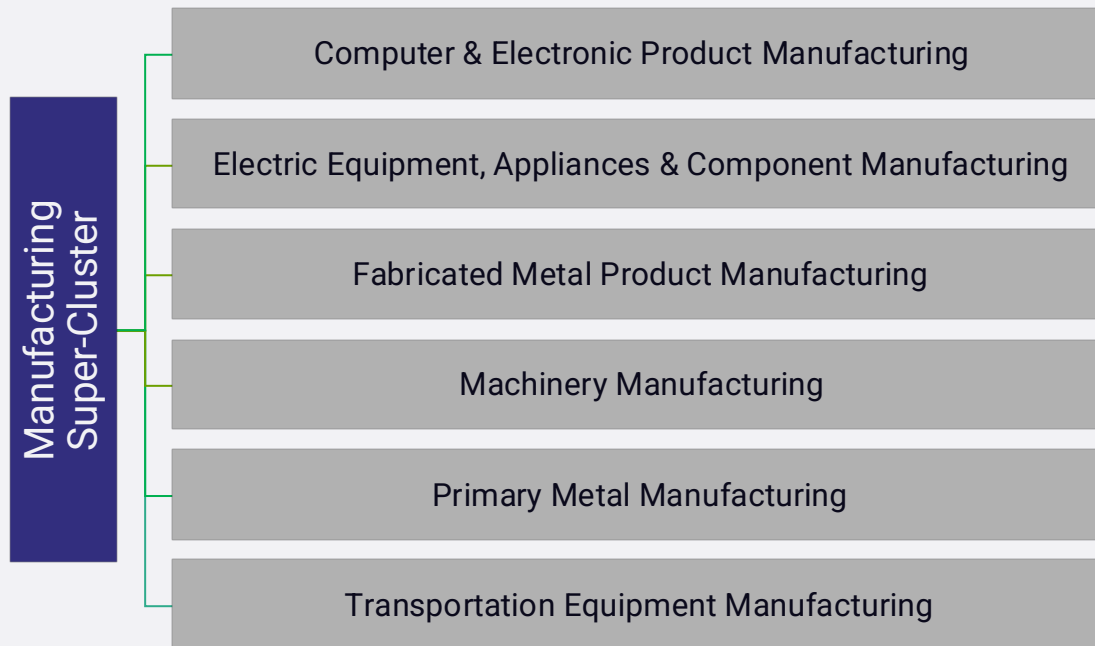 Manufacturing
Super-Cluster
Computer & Electronic Product Manufacturing
Electric Equipment, Appliances & Component Manufacturing
Fabricated Metal Product Manufacturing
Machinery Manufacturing
Primary Metal Manufacturing
Transportation Equipment Manufacturing